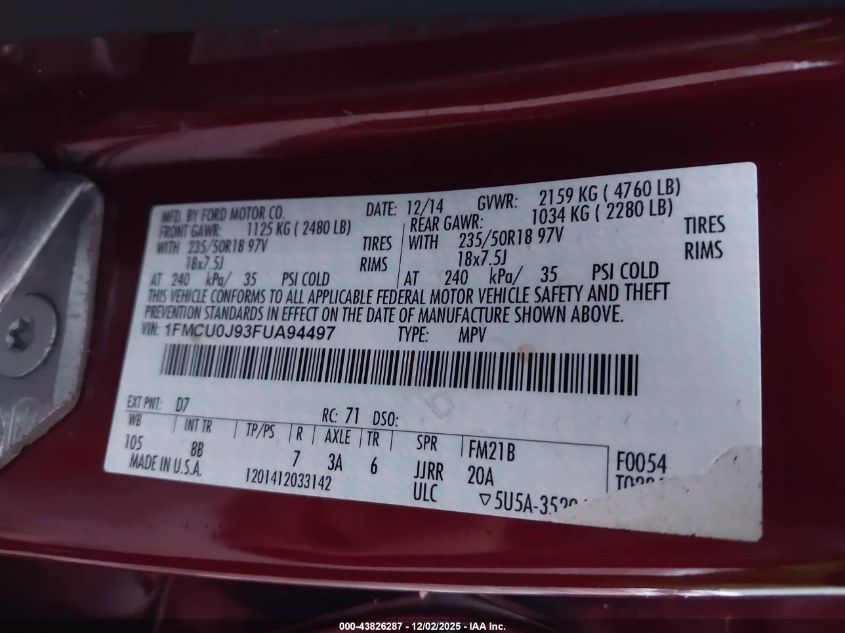 MFD. BY FORD MOTOR CO. DATE: 12/14 GVWR: 2159 KG ( 4760 LB)
FRONT GAWR: 1125 KG ( 2480 LB) REAR GAWR: 1034 KG ( 2280 LB)
WITH 235/50R18 97V TIRES WITH 235/50R18 97V TIRES
18x7.5J RIMS 18x7.5J RIMS
AT 240 kPa/ 35 PSI COLD AT 240 kPa/ 35 PSI COLD
THIS VEHICLE CONFORMS TO ALL APPLICABLE FEDERAL MOTOR VEHICLE SAFETY AND THEFT
PREVENTION STANDARDS IN EFFECT ON THE DATE OF MANUFACTURE SHOWN ABOVE.
VIN: 1FMCU0J93FUA94497 TYPE: MPV
EXT PNT: D7 RC: 71 DSO:
WB INT TR TP/PS R AXLE TR SPR FM21B F0054
105 8B 7 3A 6 JJRR 20A
MADE IN U.S.A. 1201412033142 ULC ▽5U5A-3520
000-43826287 - 12/02/2025 - IAA Inc.